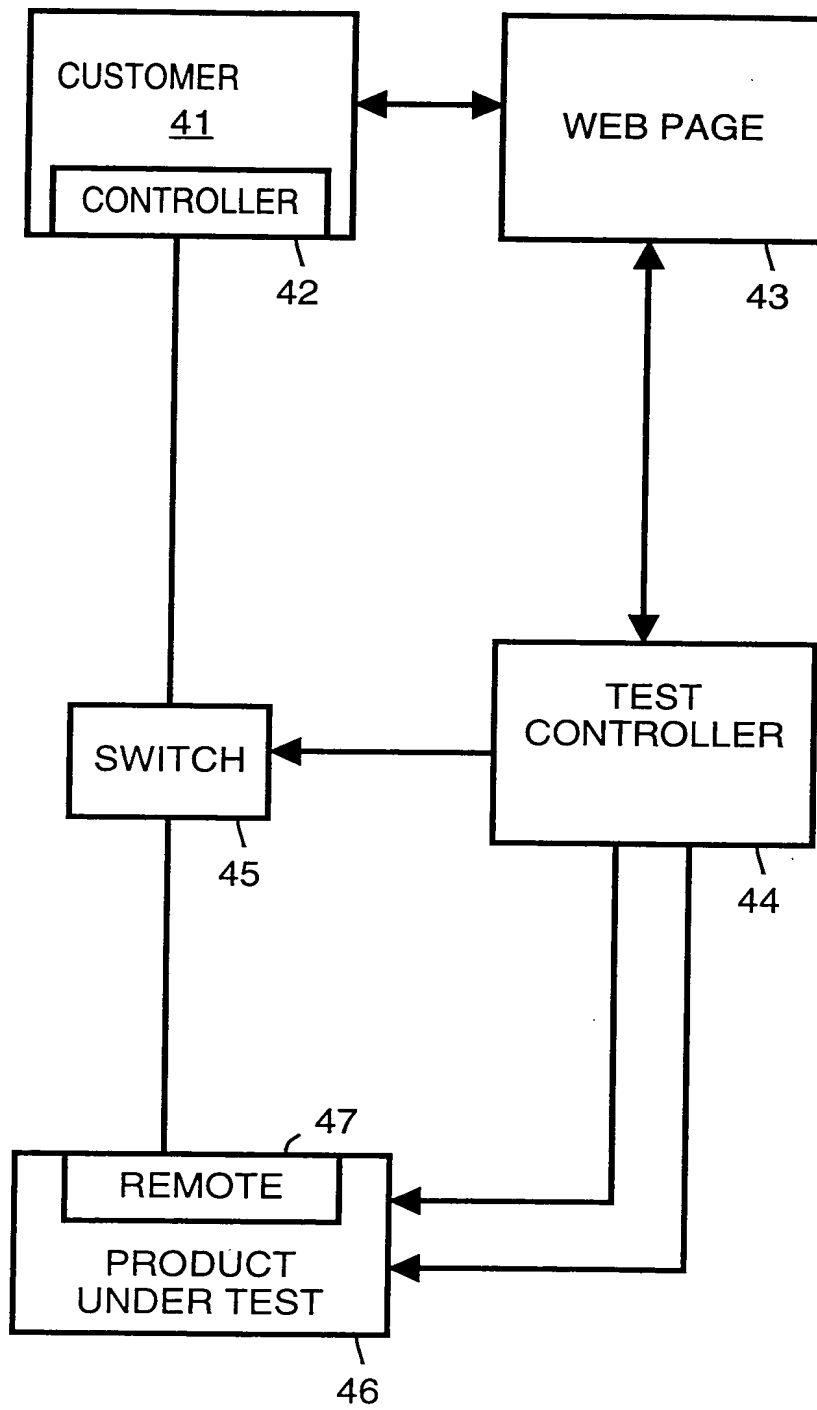 CUSTOMER
41
CONTROLLER
42
WEB PAGE
43
TEST
CONTROLLER
44
SWITCH
45
47
REMOTE
PRODUCT
UNDER TEST
46